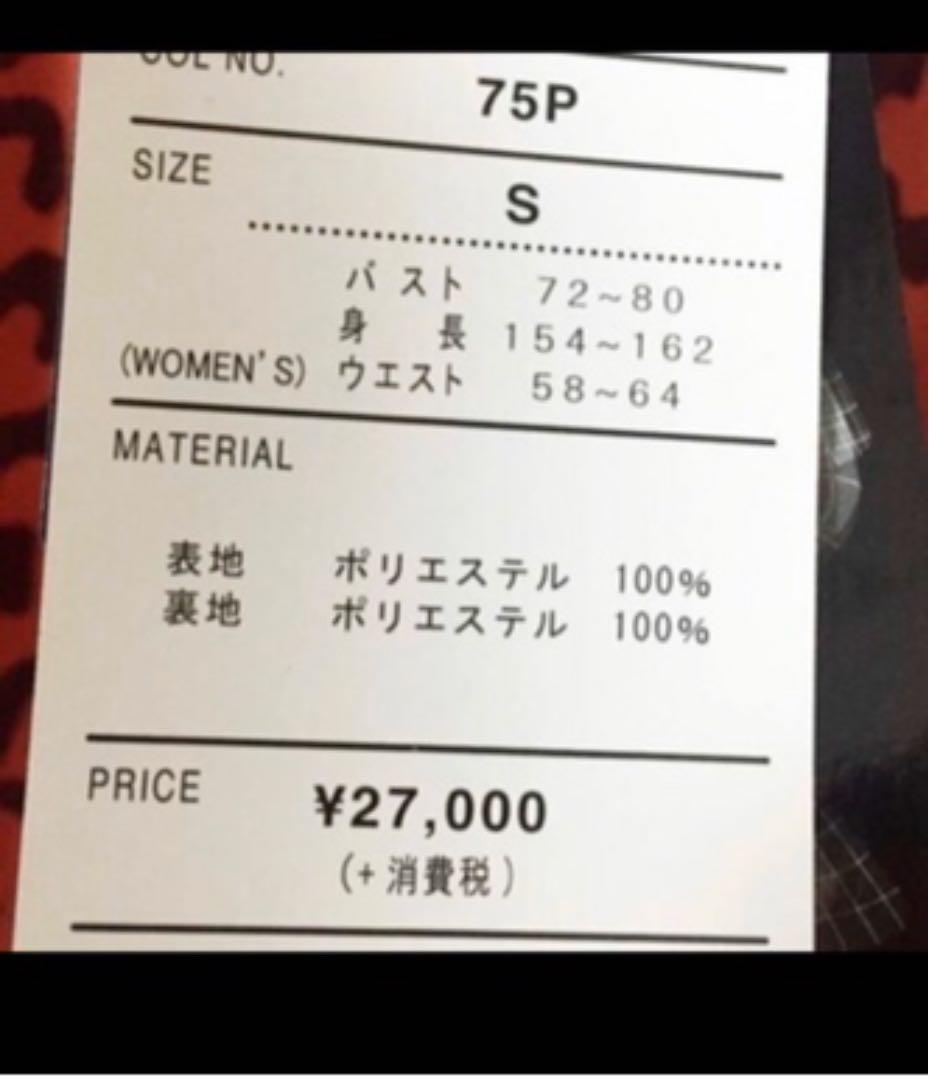 COL NO.
75P
SIZE
S
バスト 72~80
身 長 154~162
(WOMEN'S) ウエスト 58~64
MATERIAL
表地 ポリエステル 100%
裏地 ポリエステル 100%
PRICE ¥27,000
(+消費税)